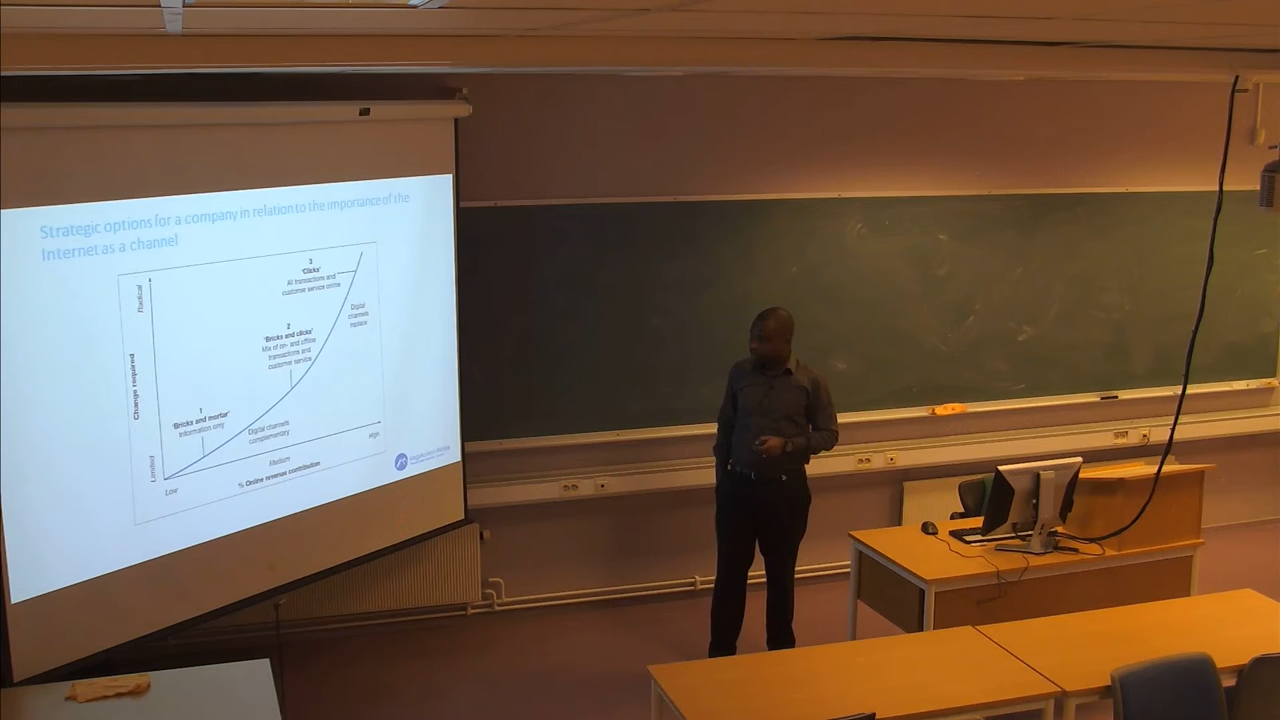 Strategic options for a company in relation to the importance of the
Internet as a channel
Radical
Change required
Limited
3
'Clicks'
All transactions and
customer service online
Digital
channels
replace
2
'Bricks and clicks'
Mix of on- and offline
transactions and
customer service
1
'Bricks and mortar'
Information only
Digital channels
complementary
Low
Medium
High
% Online revenue contribution